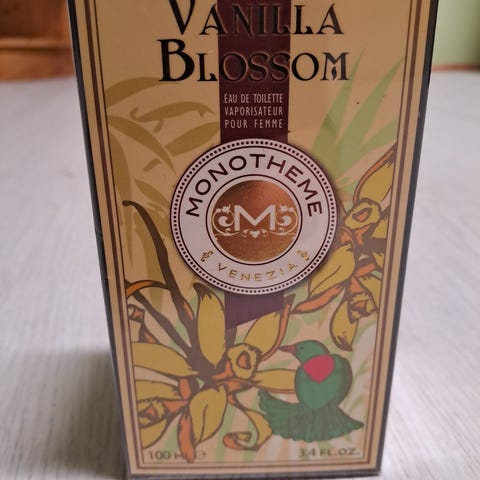 VANILLA
BLOSSOM
EAU DE TOILETTE
VAPORISATEUR
POUR FEMME
MONOTHEME
M
VENEZIA
100 ML ℮
3.4 FL.OZ.